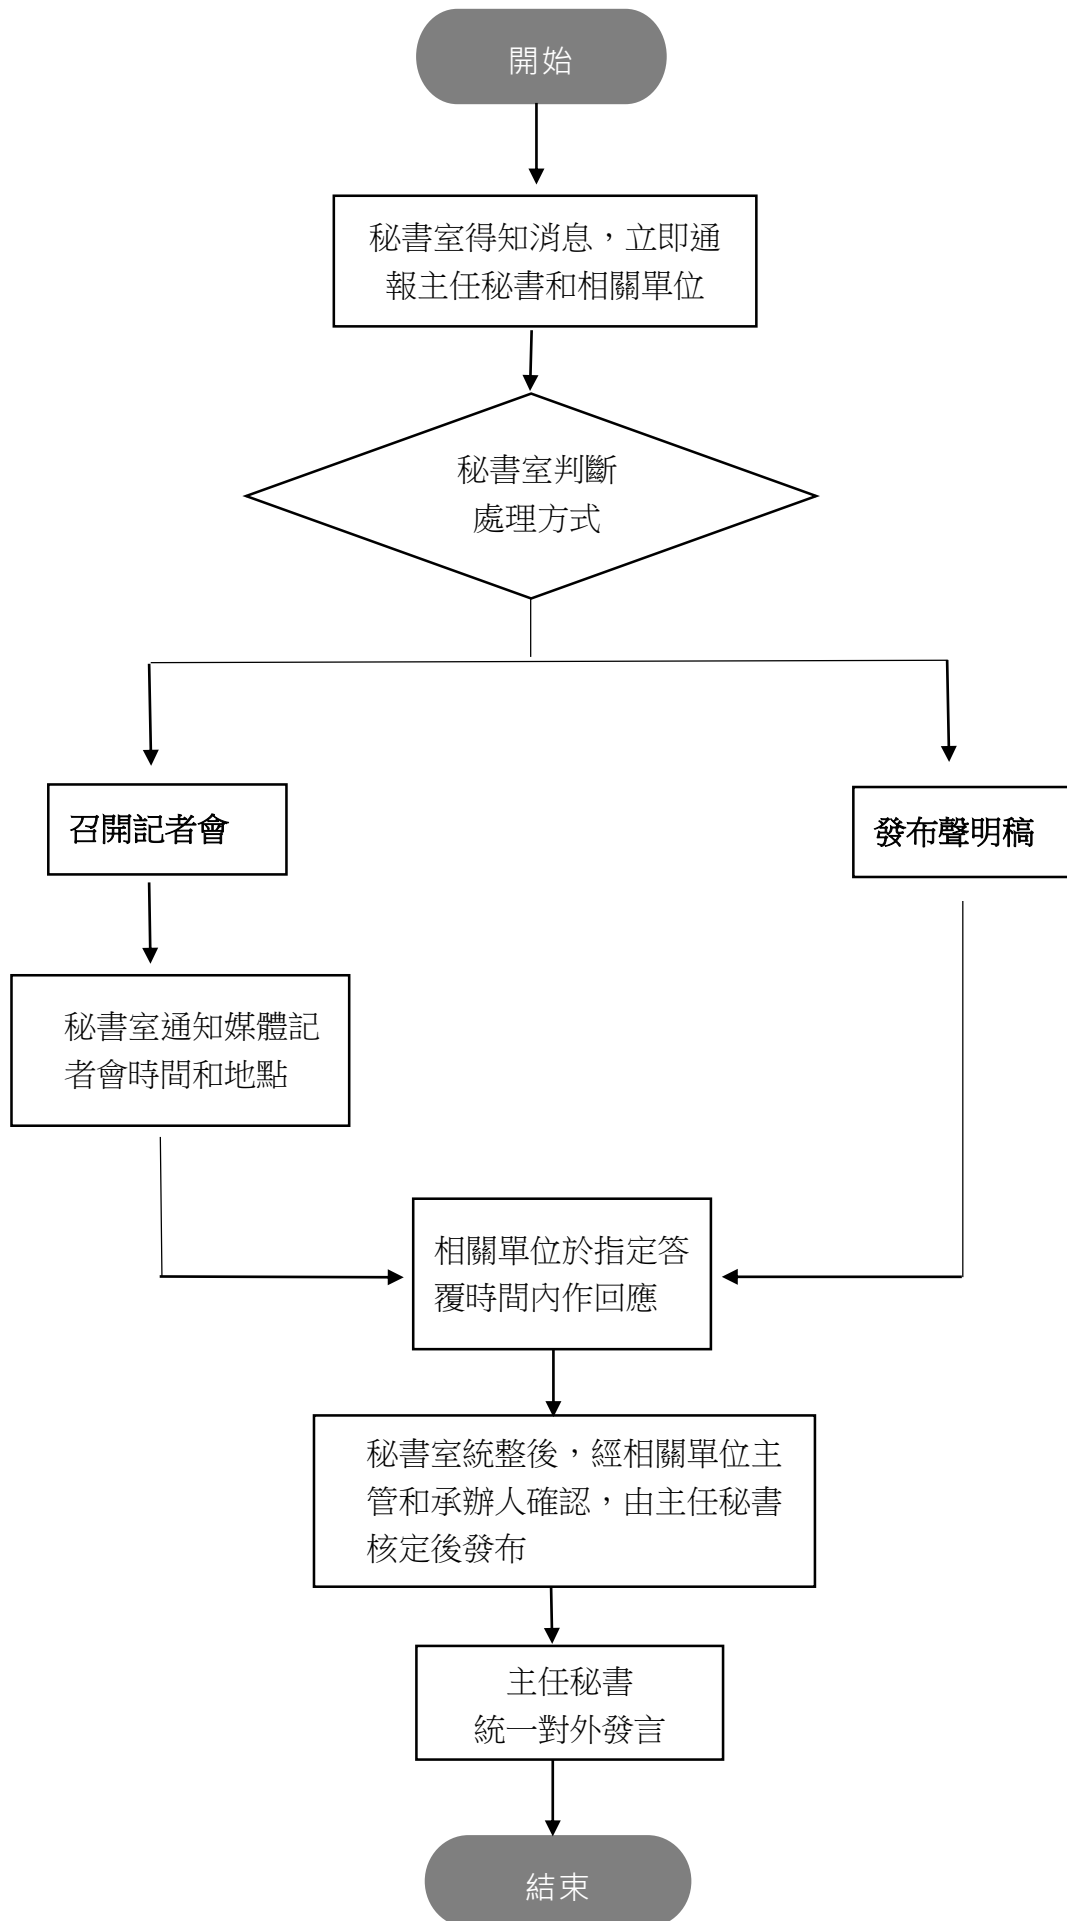 開始
秘書室得知消息，立即通
報主任秘書和相關單位
秘書室判斷
處理方式
召開記者會
發布聲明稿
秘書室通知媒體記
者會時間和地點
相關單位於指定答
覆時間內作回應
秘書室統整後，經相關單位主
管和承辦人確認，由主任秘書
核定後發布
主任秘書
統一對外發言
結束